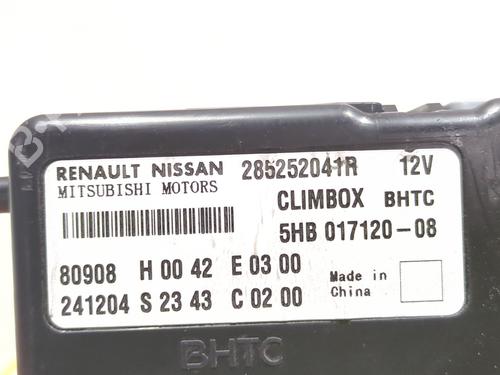 RENAULT NISSAN 285252041R 12V
MITSUBISHI MOTORS
CLIMBOX BHTC
5HB 017120-08
80908 H 00 42 E 03 00
241204 S 23 43 C 02 00
Made in
China
BHTC